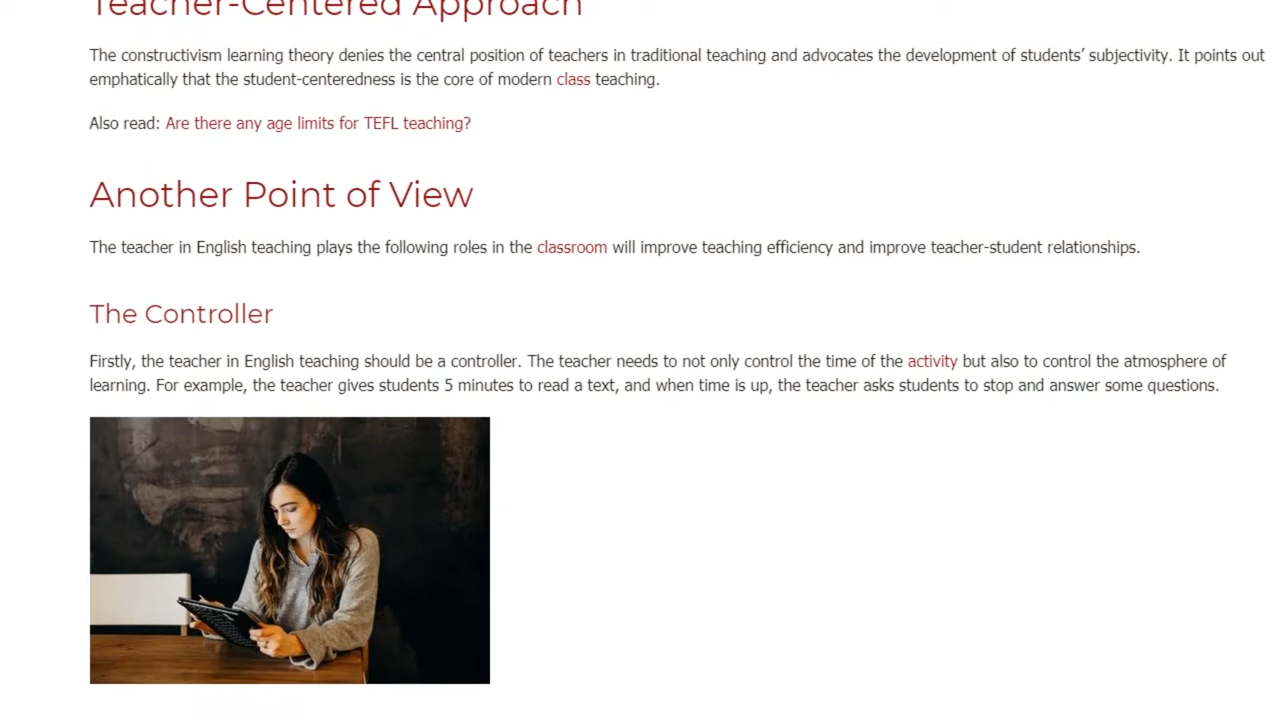 Teacher-Centered Approach
The constructivism learning theory denies the central position of teachers in traditional teaching and advocates the development of students’ subjectivity. It points out
emphatically that the student-centeredness is the core of modern class teaching.
Also read: Are there any age limits for TEFL teaching?
Another Point of View
The teacher in English teaching plays the following roles in the classroom will improve teaching efficiency and improve teacher-student relationships.
The Controller
Firstly, the teacher in English teaching should be a controller. The teacher needs to not only control the time of the activity but also to control the atmosphere of
learning. For example, the teacher gives students 5 minutes to read a text, and when time is up, the teacher asks students to stop and answer some questions.